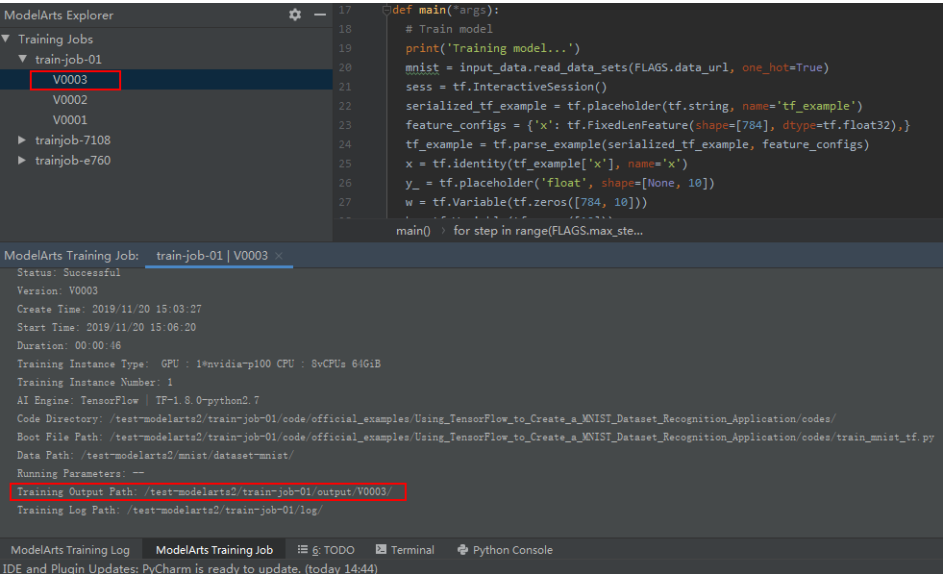 ModelArts Explorer
Training Jobs
train-job-01
V0003
V0002
V0001
trainjob-7108
trainjob-e760
17 def main(*args):
18 # Train model
19 print('Training model...')
20 mnist = input_data.read_data_sets(FLAGS.data_url, one_hot=True)
21 sess = tf.InteractiveSession()
22 serialized_tf_example = tf.placeholder(tf.string, name='tf_example')
23 feature_configs = {'x': tf.FixedLenFeature(shape=[784], dtype=tf.float32),}
24 tf_example = tf.parse_example(serialized_tf_example, feature_configs)
25 x = tf.identity(tf_example['x'], name='x')
26 y_ = tf.placeholder('float', shape=[None, 10])
27 w = tf.Variable(tf.zeros([784, 10]))
main() › for step in range(FLAGS.max_ste...
ModelArts Training Job: train-job-01 | V0003 ×
Status: Successful
Version: V0003
Create Time: 2019/11/20 15:03:27
Start Time: 2019/11/20 15:06:20
Duration: 00:00:46
Training Instance Type: GPU : 1*nvidia-p100 CPU : 8vCPUs 64GiB
Training Instance Number: 1
AI Engine: TensorFlow | TF-1.8.0-python2.7
Code Directory: /test-modelarts2/train-job-01/code/official_examples/Using_TensorFlow_to_Create_a_MNIST_Dataset_Recognition_Application/codes/
Boot File Path: /test-modelarts2/train-job-01/code/official_examples/Using_TensorFlow_to_Create_a_MNIST_Dataset_Recognition_Application/codes/train_mnist_tf.py
Data Path: /test-modelarts2/mnist/dataset-mnist/
Running Parameters: --
Training Output Path: /test-modelarts2/train-job-01/output/V0003/
Training Log Path: /test-modelarts2/train-job-01/log/
ModelArts Training Log ModelArts Training Job 6: TODO Terminal Python Console
IDE and Plugin Updates: PyCharm is ready to update. (today 14:44)